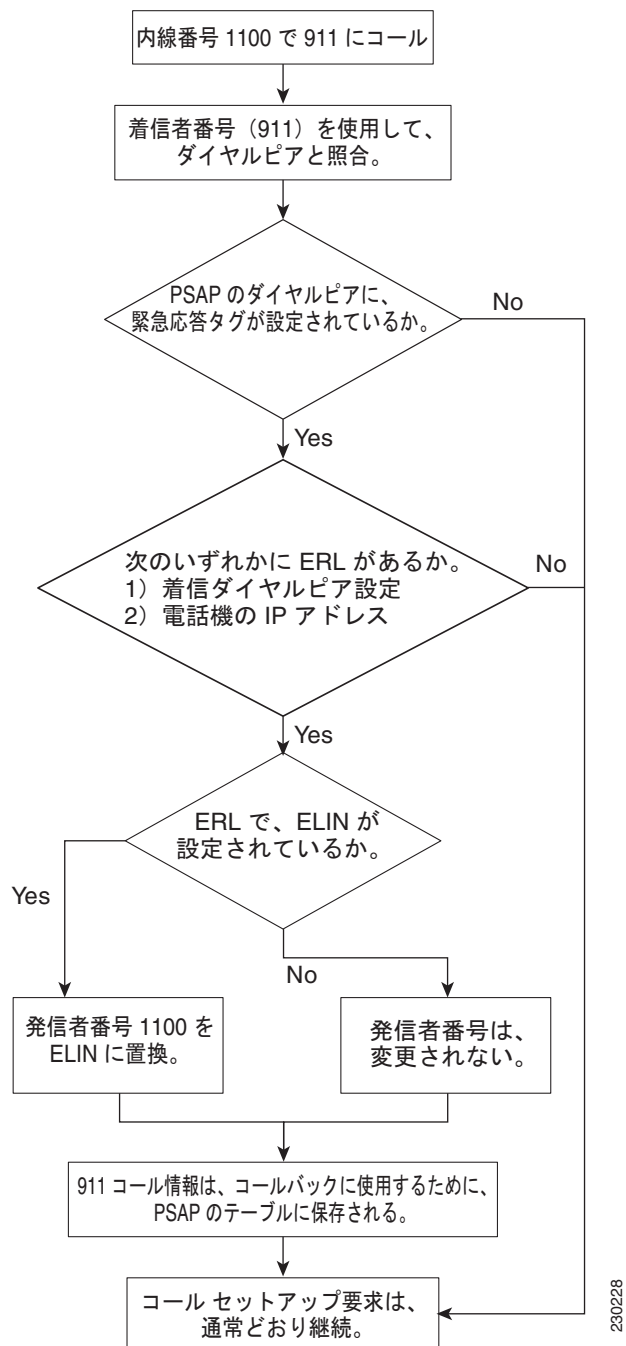 内線番号 1100 で 911 にコール
着信者番号（911）を使用して、
ダイヤルピアと照合。
PSAP のダイヤルピアに、
緊急応答タグが設定されているか。
No
Yes
次のいずれかに ERL があるか。
1）着信ダイヤルピア設定
2）電話機の IP アドレス
No
Yes
ERL で、ELIN が
設定されているか。
Yes
No
発信者番号 1100 を
ELIN に置換。
発信者番号は、
変更されない。
911 コール情報は、コールバックに使用するために、
PSAP のテーブルに保存される。
コール セットアップ要求は、
通常どおり継続。
230228